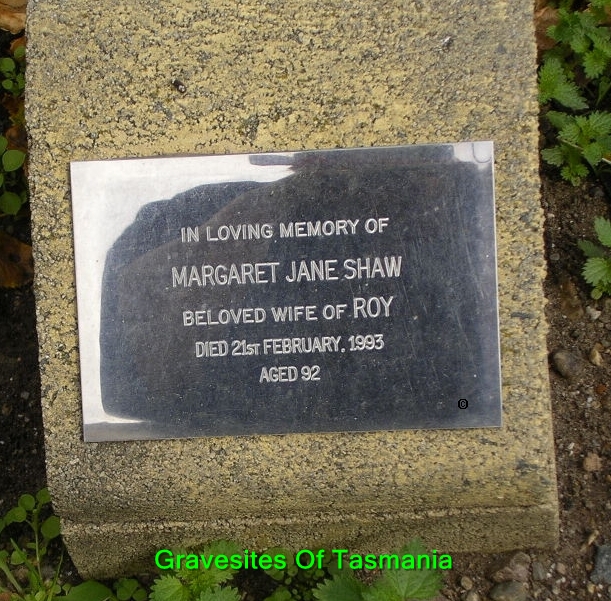 IN LOVING MEMORY OF
MARGARET JANE SHAW
BELOVED WIFE OF ROY
DIED 21ST FEBRUARY, 1993
AGED 92
©
Gravesites Of Tasmania